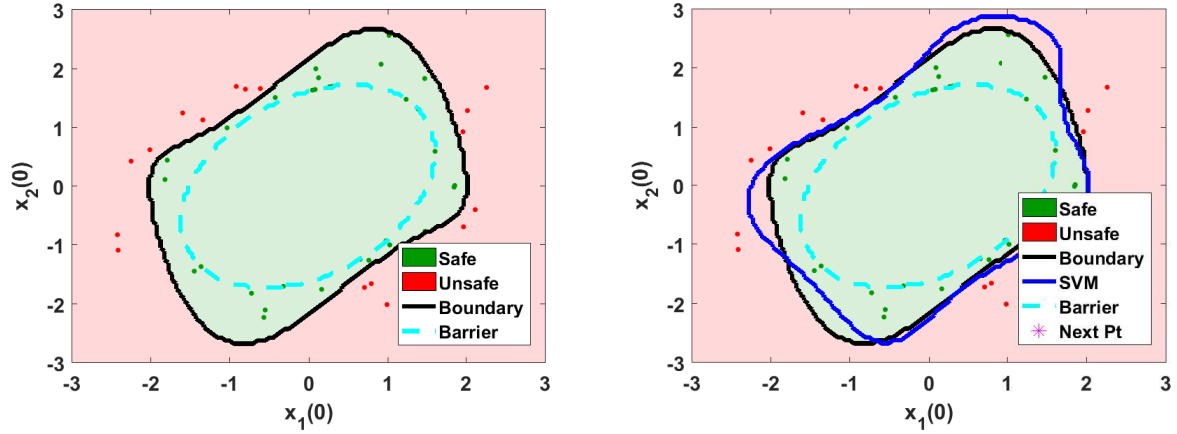 3
2
1
0
-1
-2
-3
-3 -2 -1 0 1 2 3
x2(0)
x1(0)
Safe
Unsafe
Boundary
Barrier
3
2
1
0
-1
-2
-3
-3 -2 -1 0 1 2 3
x2(0)
x1(0)
Safe
Unsafe
Boundary
SVM
Barrier
Next Pt